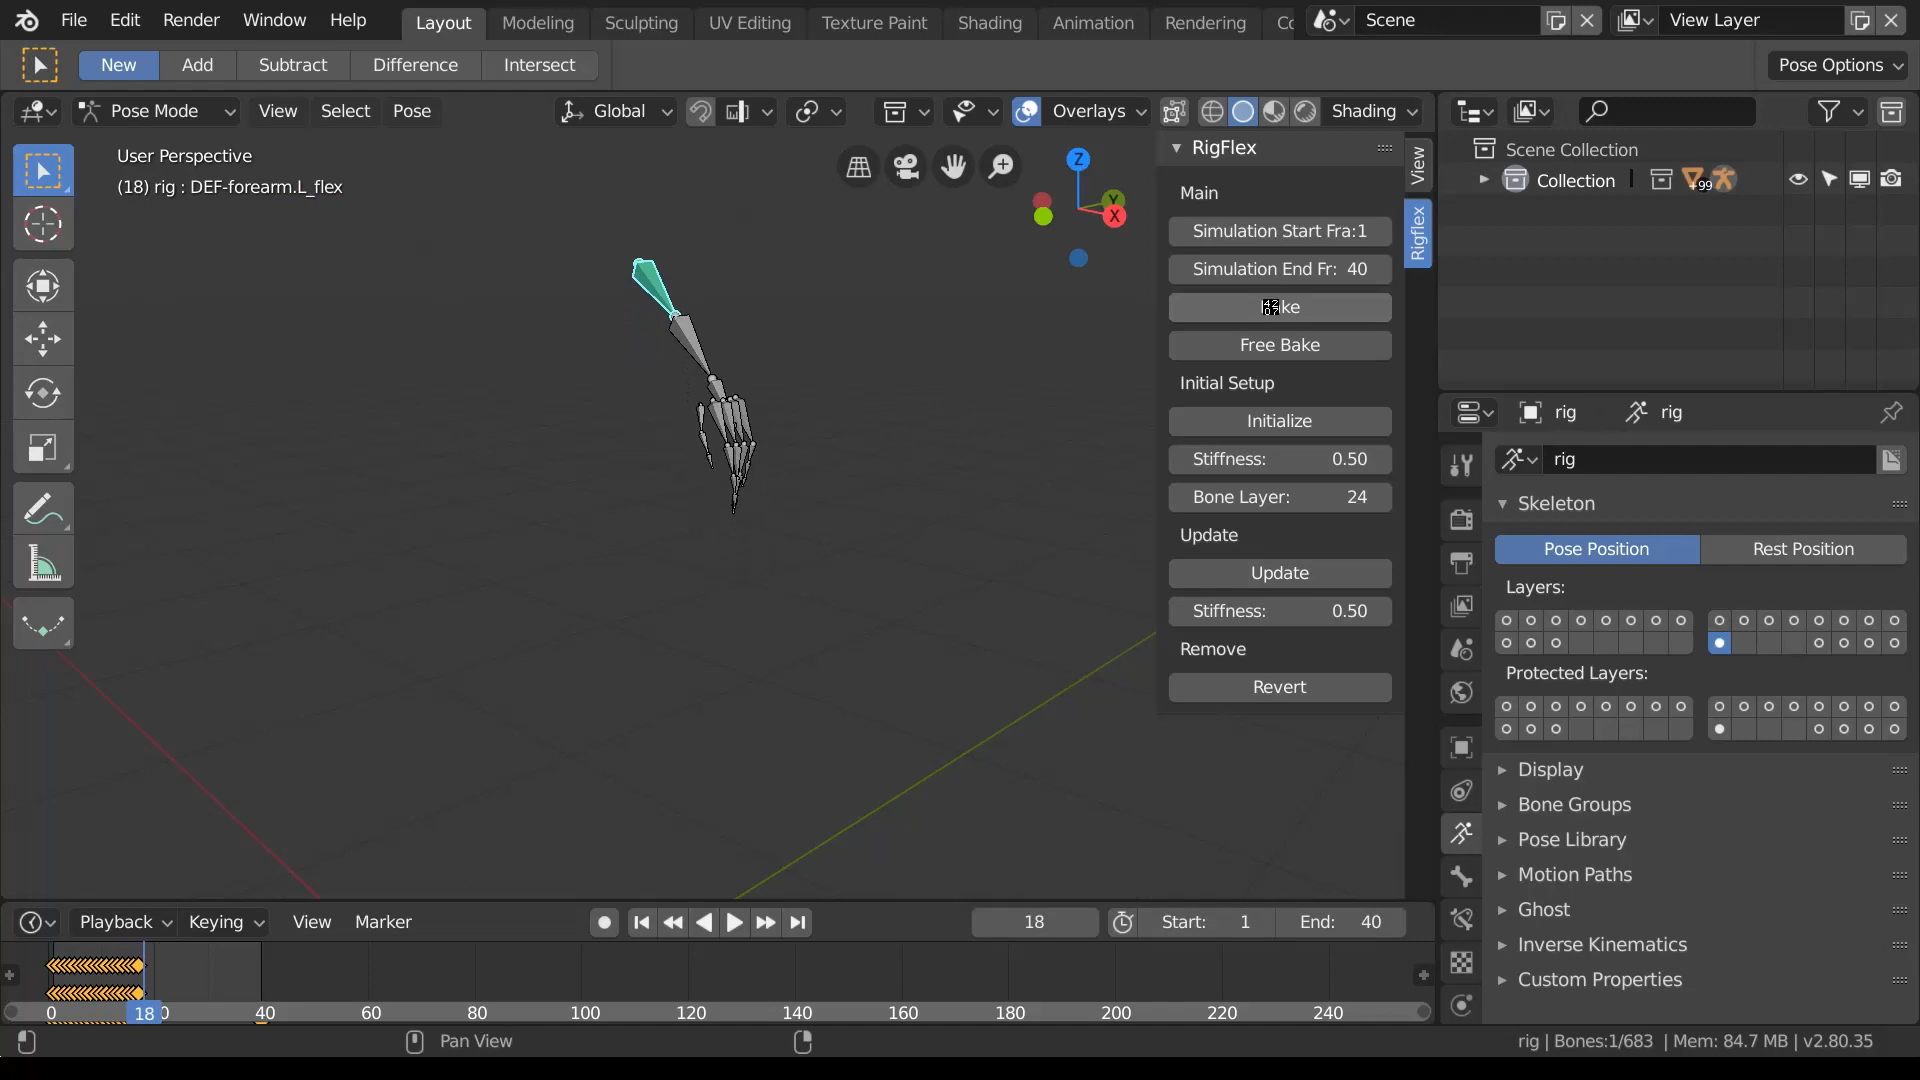 File Edit Render Window Help Layout Modeling Sculpting UV Editing Texture Paint Shading Animation Rendering Scene View Layer
New Add Subtract Difference Intersect Pose Options
Pose Mode View Select Pose Global Overlays Shading
User Perspective
(18) rig : DEF-forearm.L_flex
Z
Y
X
RigFlex
View
Rigflex
Main
Simulation Start Fra:1
Simulation End Fr: 40
Free Bake
Initial Setup
Initialize
Stiffness: 0.50
Bone Layer: 24
Update
Update
Stiffness: 0.50
Remove
Revert
Scene Collection
Collection +99
rig rig
rig
Skeleton
Pose Position Rest Position
Layers:
Protected Layers:
Display
Bone Groups
Pose Library
Motion Paths
Ghost
Inverse Kinematics
Custom Properties
Playback Keying View Marker 18 Start: 1 End: 40
0 18 0 40 60 80 100 120 140 160 180 200 220 240
Pan View rig | Bones:1/683 | Mem: 84.7 MB | v2.80.35